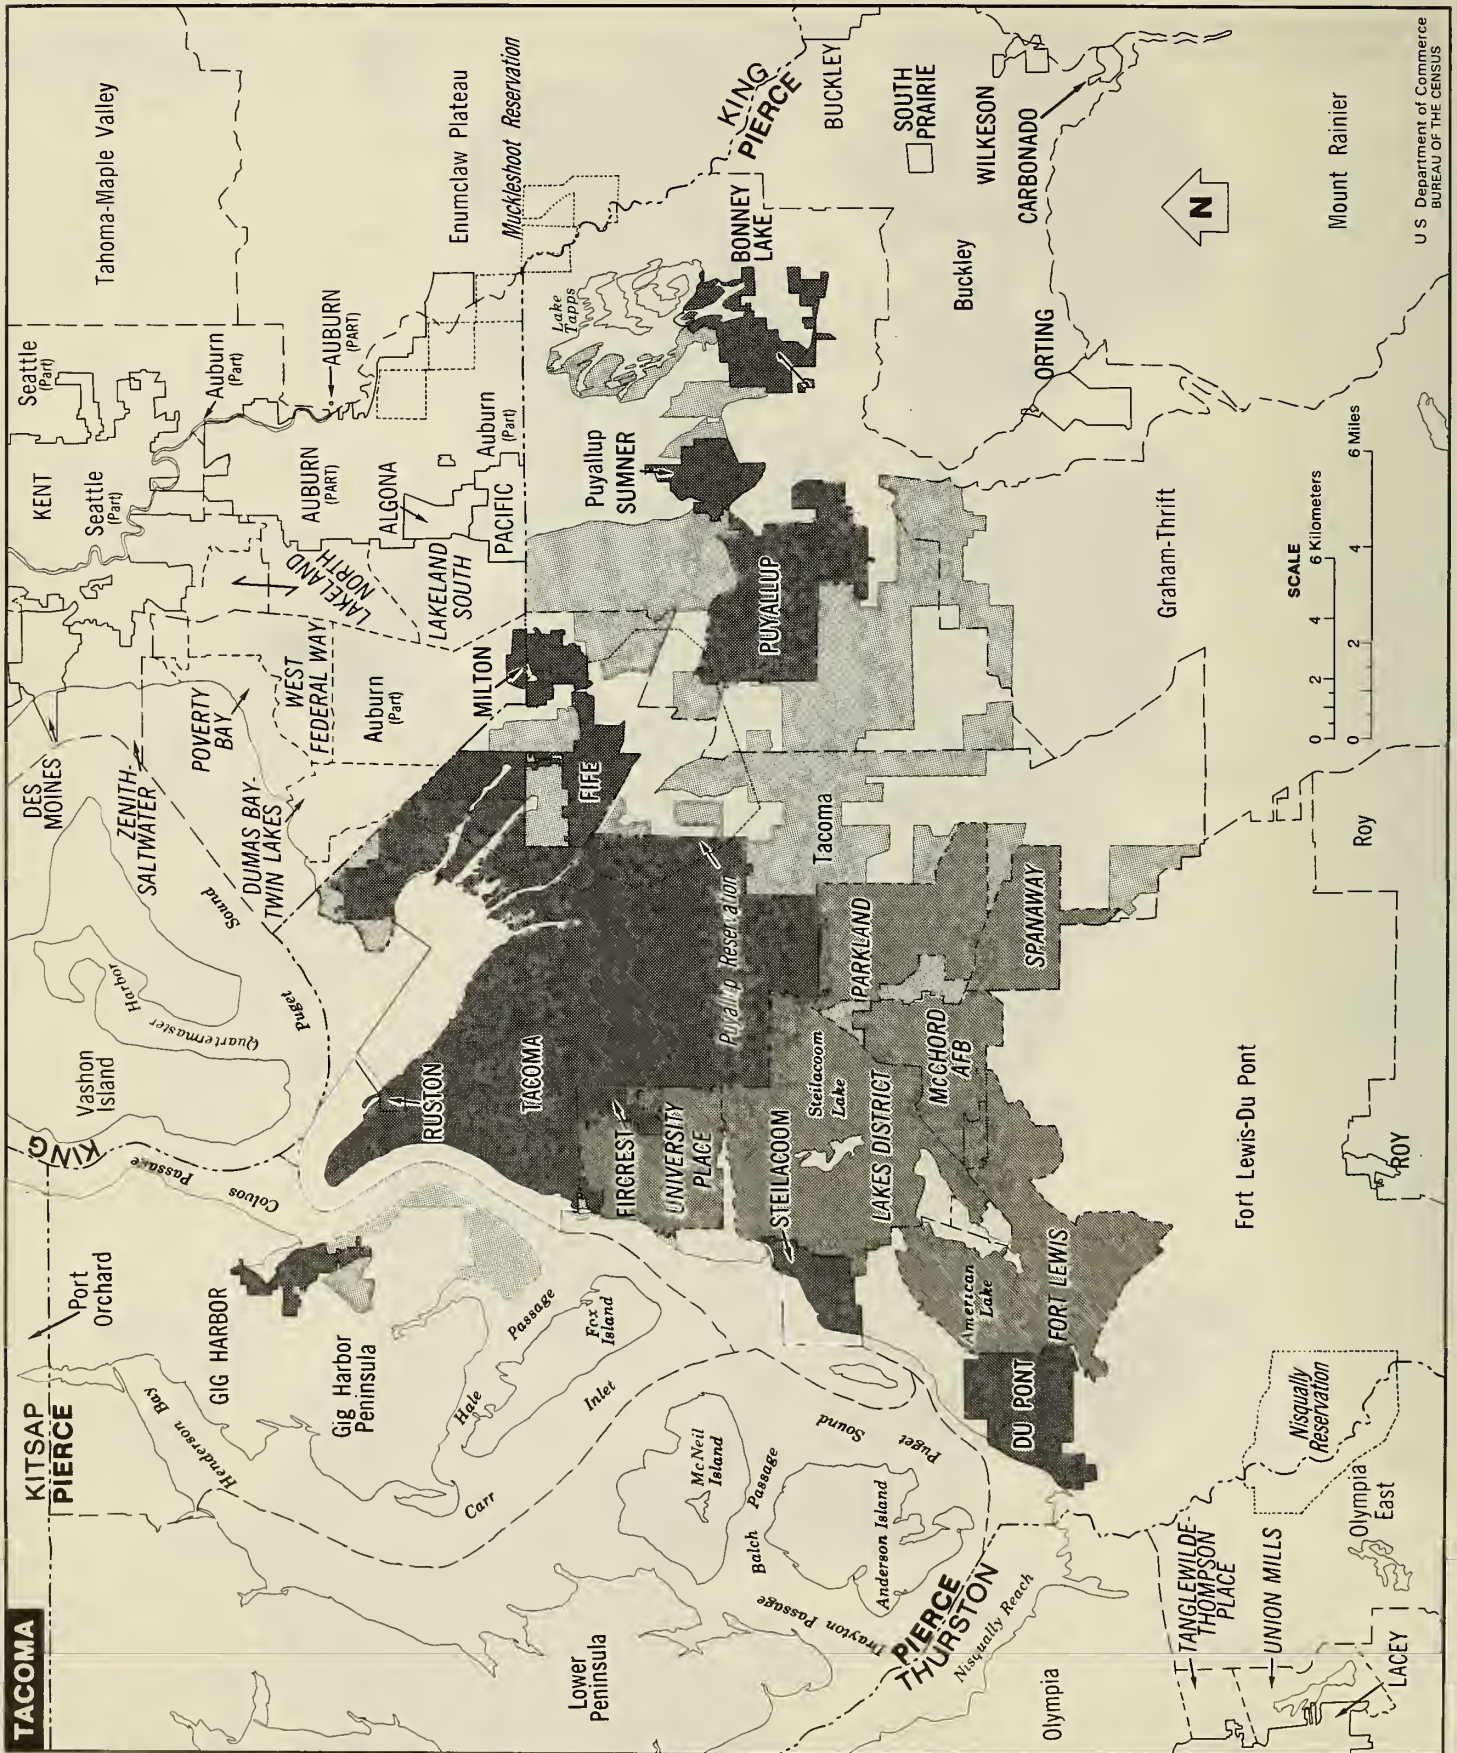 TACOMA
KITSAP
PIERCE
Port
Orchard
KING
Vashon
Island
Quartermaster
Harbor
DES
MOINES
ZENITH-
SALTWATER
POVERTY
BAY
DUMAS BAY-
TWIN LAKES
Puget
Sound
KENT
Seattle
(Part)
Seattle
(Part)
Auburn
(Part)
AUBURN
(PART)
Tahoma-Maple Valley
Colvos Passage
Henderson Bay
GIG HARBOR
Gig Harbor
Peninsula
RUSTON
WEST
FEDERAL WAY
LAKELAND
NORTH
AUBURN
(PART)
ALGONA
Auburn
(Part)
LAKELAND
SOUTH
PACIFIC
Auburn
(Part)
Enumclaw Plateau
Muckleshoot Reservation
MILTON
Hale
Passage
Carr
Inlet
Fox
Island
TACOMA
FIFE
Puyallup
SUMNER
Lake
Tapps
Lower
Peninsula
McNeil
Island
FIRCREST
UNIVERSITY
PLACE
Puyallup Reservation
PUYALLUP
BONNEY
LAKE
KING
PIERCE
Balch Passage
Drayton Passage
Anderson Island
Puget
Sound
STEILACOOM
Steilacoom
Lake
LAKES DISTRICT
PARKLAND
Tacoma
BUCKLEY
SOUTH
PRAIRIE
PIERCE
THURSTON
Nisqually Reach
American
Lake
McCHORD
AFB
SPANAWAY
Buckley
WILKESON
CARBONADO
ORTING
DU PONT
FORT LEWIS
Olympia
TANGLEWILDE-
THOMPSON
PLACE
UNION MILLS
LACEY
Olympia
East
Nisqually
Reservation
Fort Lewis-Du Pont
Graham-Thrift
N
ROY
Roy
Mount Rainier
SCALE
0 2 4 6 Kilometers
0 2 4 6 Miles
U S Department of Commerce
BUREAU OF THE CENSUS